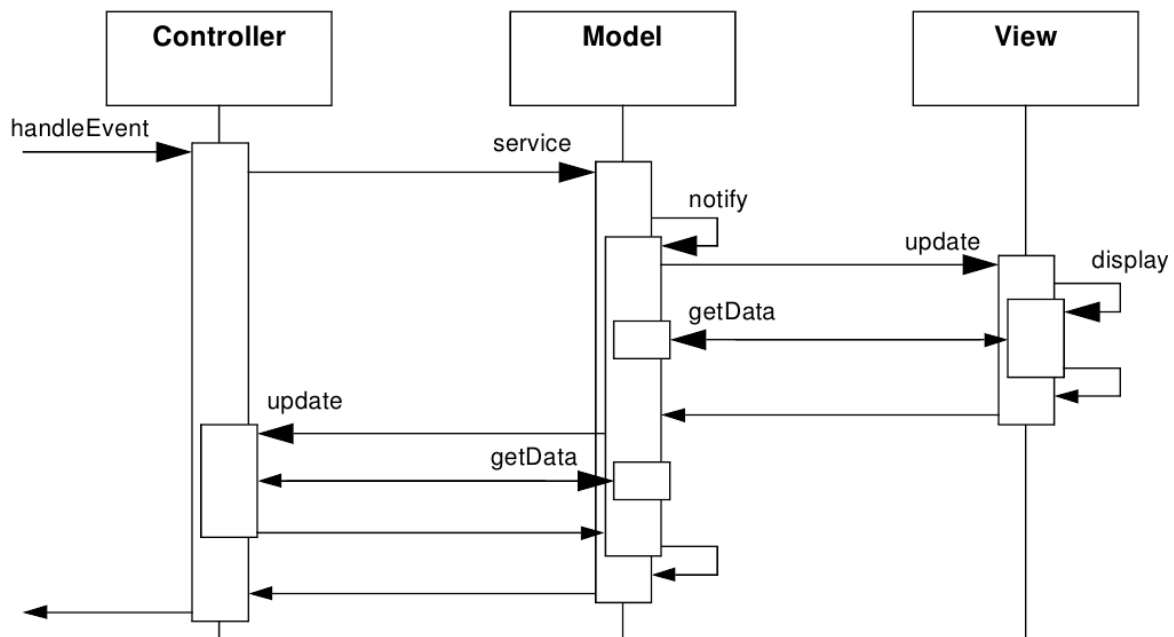 Controller
Model
View
handleEvent
service
notify
update
display
getData
update
getData